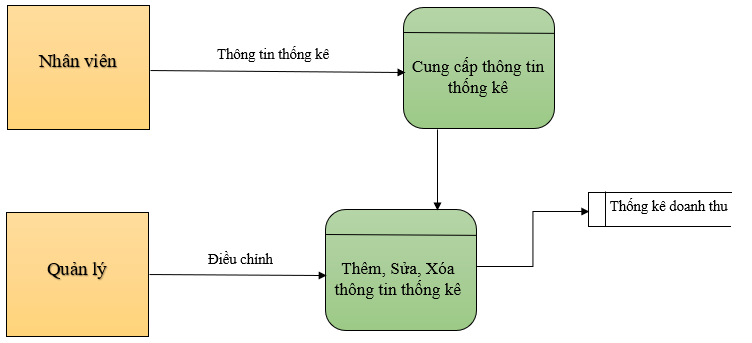 Nhân viên
Thông tin thống kê
Cung cấp thông tin
thống kê
Thống kê doanh thu
Quản lý
Điều chỉnh
Thêm, Sửa, Xóa
thông tin thống kê